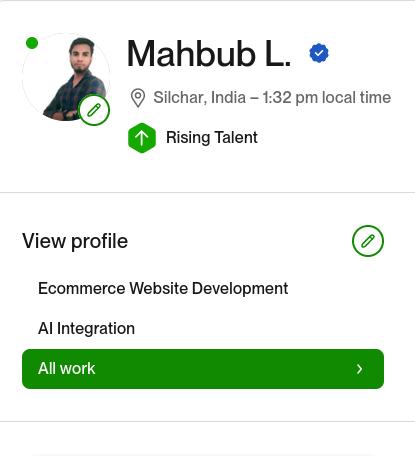 Mahbub L.
Silchar, India – 1:32 pm local time
Rising Talent
View profile
Ecommerce Website Development
AI Integration
All work